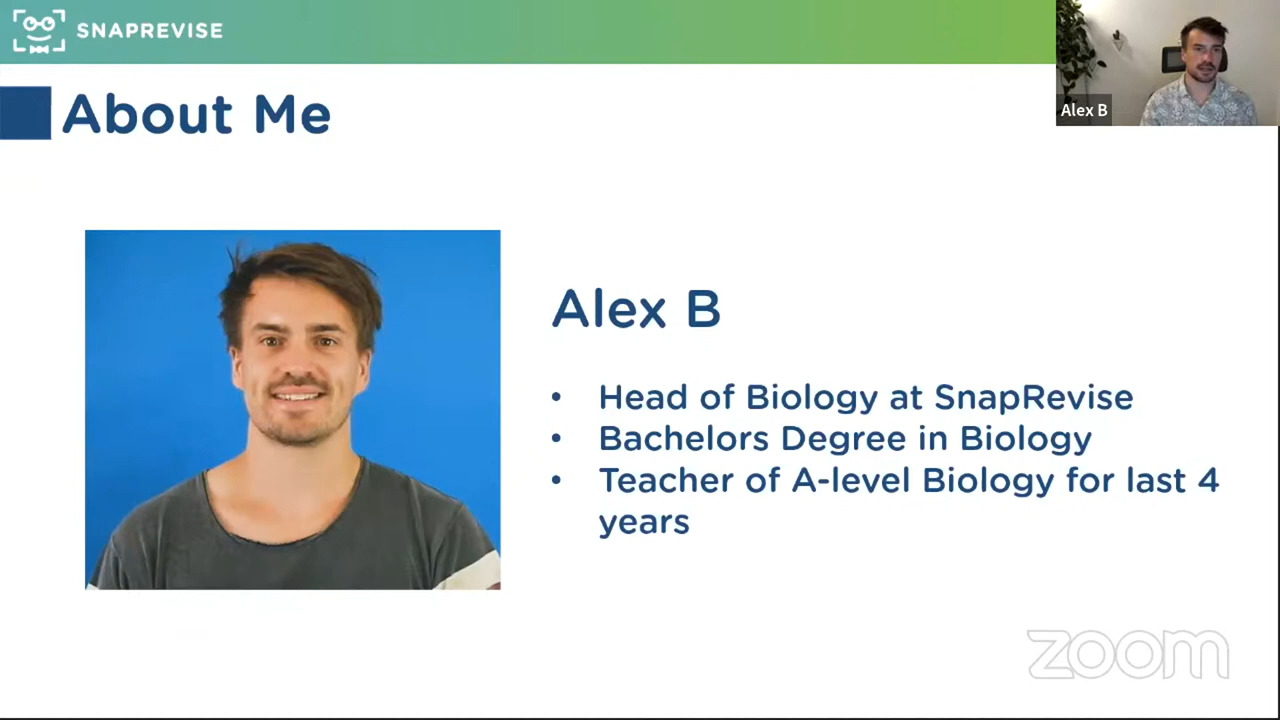 SNAPREVISE
Alex B
About Me
Alex B
• Head of Biology at SnapRevise
• Bachelors Degree in Biology
• Teacher of A-level Biology for last 4
years
zoom